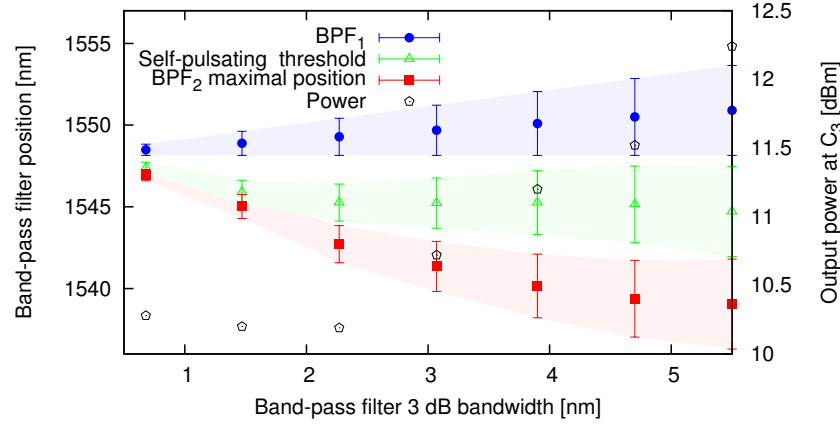 BPF1
Self-pulsating threshold
BPF2 maximal position
Power
Band-pass filter position [nm]
1555
1550
1545
1540
12.5
12
11.5
11
10.5
10
Output power at C3 [dBm]
1 2 3 4 5
Band-pass filter 3 dB bandwidth [nm]